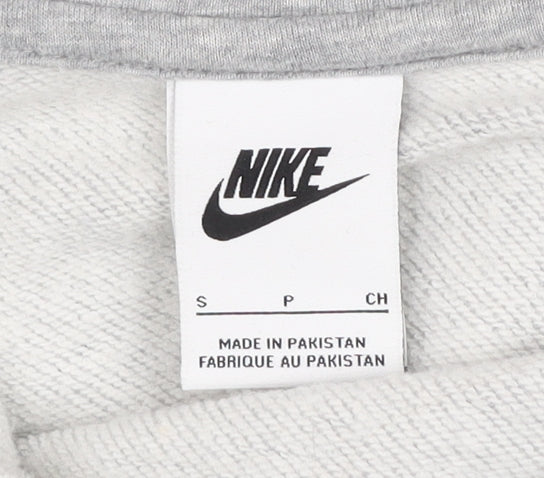 NIKE
S P CH
MADE IN PAKISTAN
FABRIQUE AU PAKISTAN